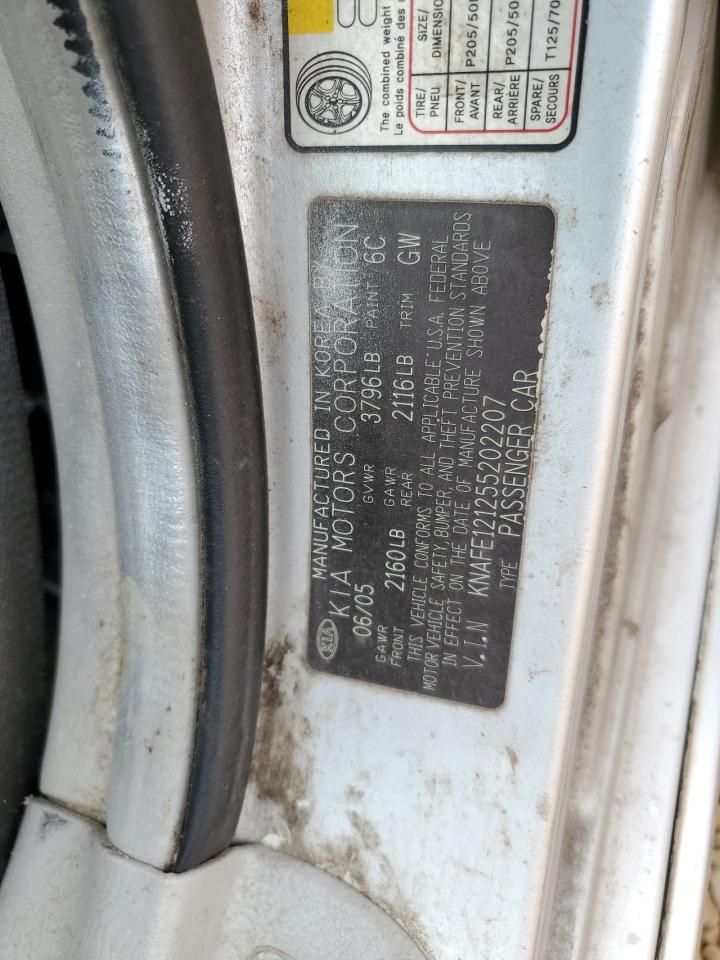 The combined weight
Le poids combiné des
TIRE/ SIZE/
PNEU DIMENSION
FRONT/ P205/50
AVANT
REAR/ P205/50
ARRIÈRE
SPARE/ T125/70
SECOURS
MANUFACTURED IN KOREA BY
KIA KIA MOTORS CORPORATION
06/05 GVWR 3796LB PAINT 6C
GAWR FRONT 2160LB GAWR REAR 2116LB TRIM GW
THIS VEHICLE CONFORMS TO ALL APPLICABLE U.S.A. FEDERAL
MOTOR VEHICLE SAFETY, BUMPER, AND THEFT PREVENTION STANDARDS
IN EFFECT ON THE DATE OF MANUFACTURE SHOWN ABOVE
V.I.N KNAFE121255202207
TYPE PASSENGER CAR